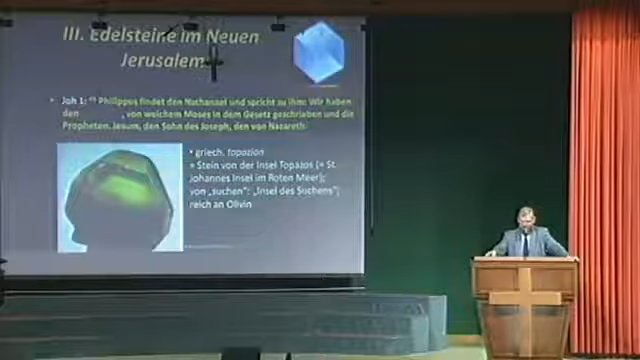 III. Edelsteine im Neuen
Jerusalem
• Joh 1: ⁴⁵ Philippus findet den Nathanael und spricht zu ihm: Wir haben
den , von welchem Moses in dem Gesetz geschrieben und die
Propheten, Jesum, den Sohn des Joseph, den von Nazareth.
• griech. topazion
= Stein von der Insel Topazos (= St.
Johannes Insel im Roten Meer);
von „suchen": „Insel des Suchens";
reich an Olivin